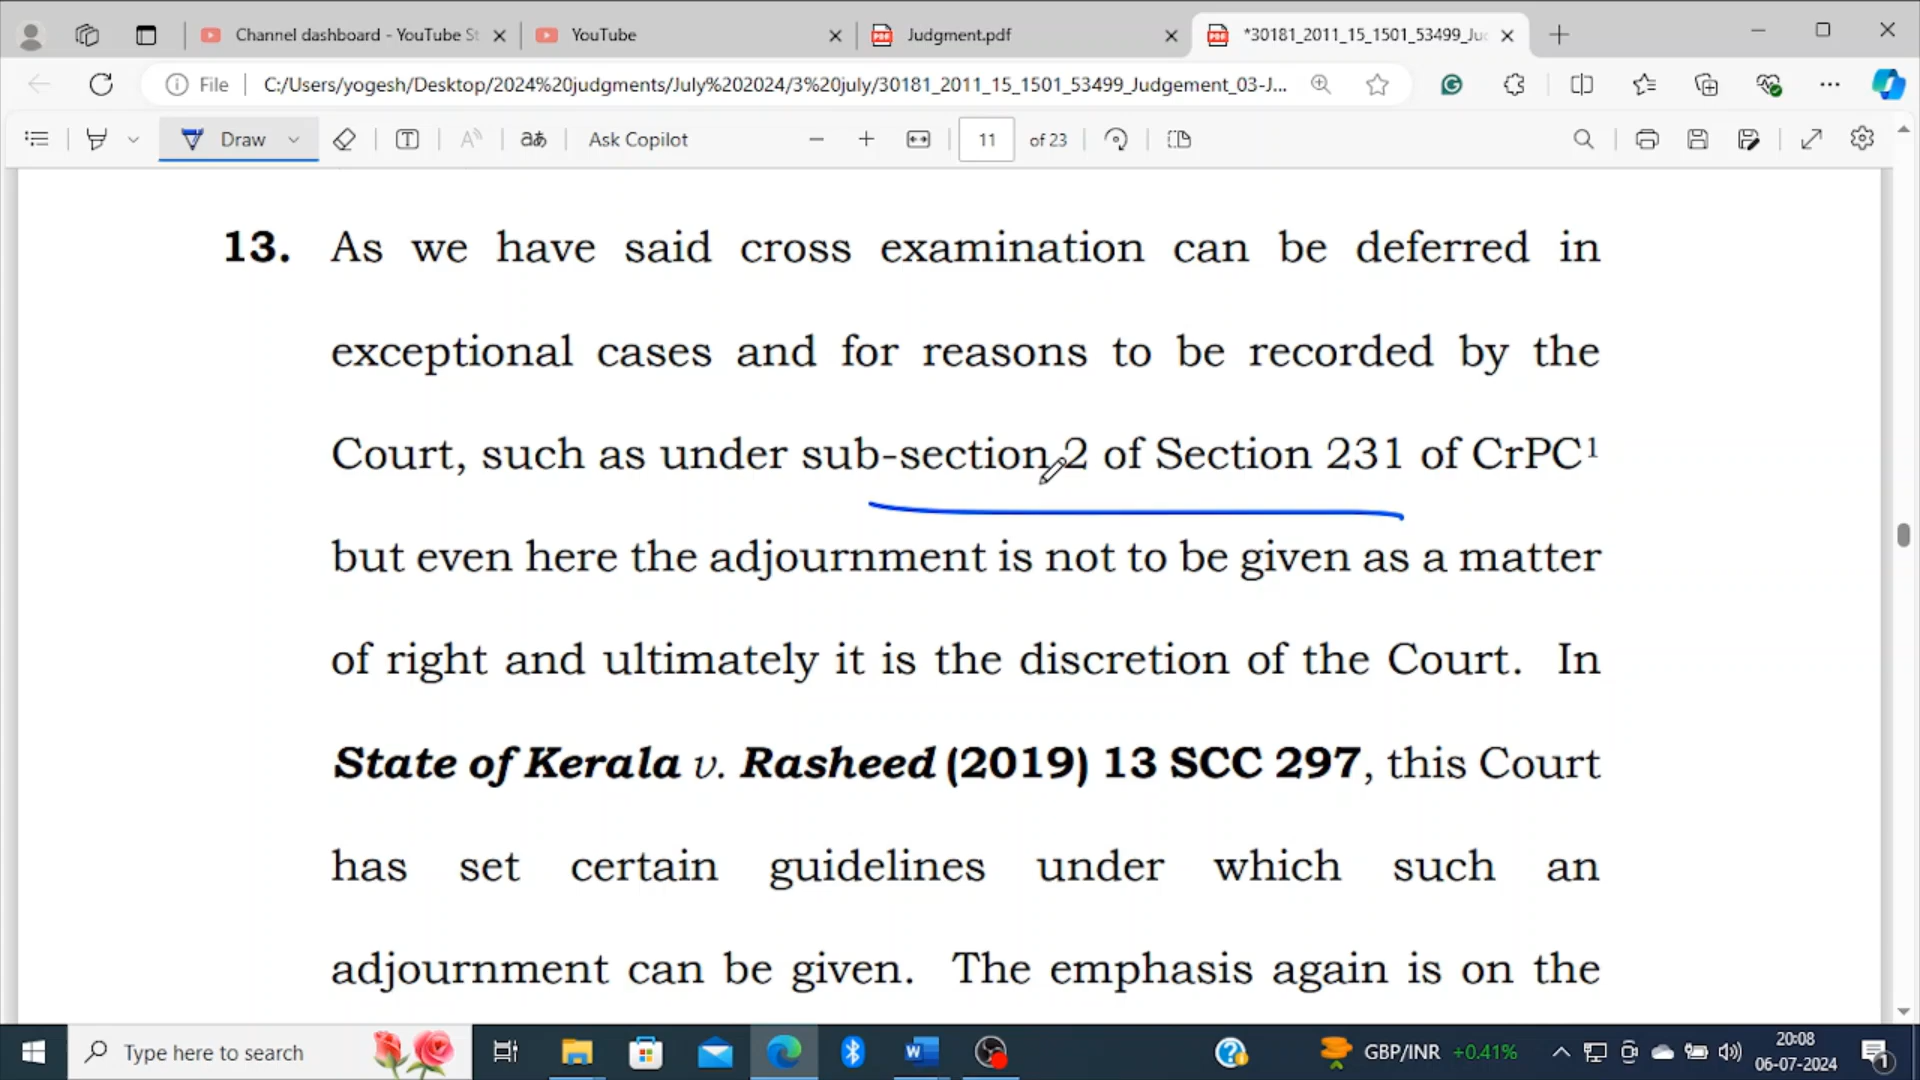 Channel dashboard - YouTube St
YouTube
Judgment.pdf
*30181_2011_15_1501_53499_Ju
File
C:/Users/yogesh/Desktop/2024%20judgments/July%202024/3%20july/30181_2011_15_1501_53499_Judgement_03-J...
Draw
T
aあ
Ask Copilot
11
of 23
13. As we have said cross examination can be deferred in
exceptional cases and for reasons to be recorded by the
Court, such as under sub-section 2 of Section 231 of CrPC¹
but even here the adjournment is not to be given as a matter
of right and ultimately it is the discretion of the Court. In
State of Kerala v. Rasheed (2019) 13 SCC 297, this Court
has set certain guidelines under which such an
adjournment can be given. The emphasis again is on the
Type here to search
GBP/INR +0.41%
20:08
06-07-2024
1